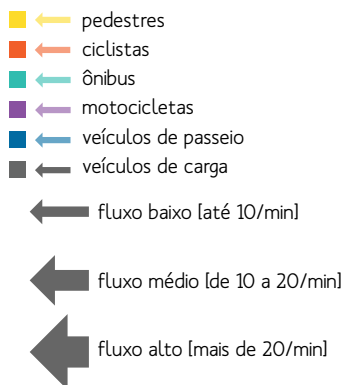 pedestres
ciclistas
ônibus
motocicletas
veículos de passeio
veículos de carga
fluxo baixo [até 10/min]
fluxo médio [de 10 a 20/min]
fluxo alto [mais de 20/min]